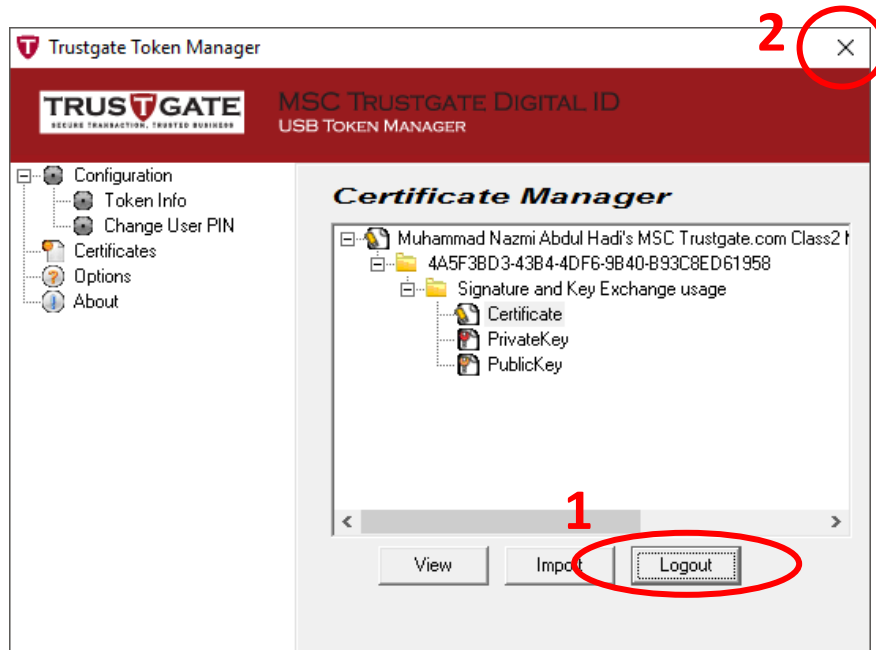 2
Trustgate Token Manager
TRUSTGATE
SECURE TRANSACTION, TRUSTED BUSINESS
MSC TRUSTGATE DIGITAL ID
USB TOKEN MANAGER
Configuration
Token Info
Change User PIN
Certificates
Options
About
Certificate Manager
Muhammad Nazmi Abdul Hadi's MSC Trustgate.com Class2
4A5F3BD3-43B4-4DF6-9B40-B93C8ED61958
Signature and Key Exchange usage
Certificate
PrivateKey
PublicKey
1
View Import Logout